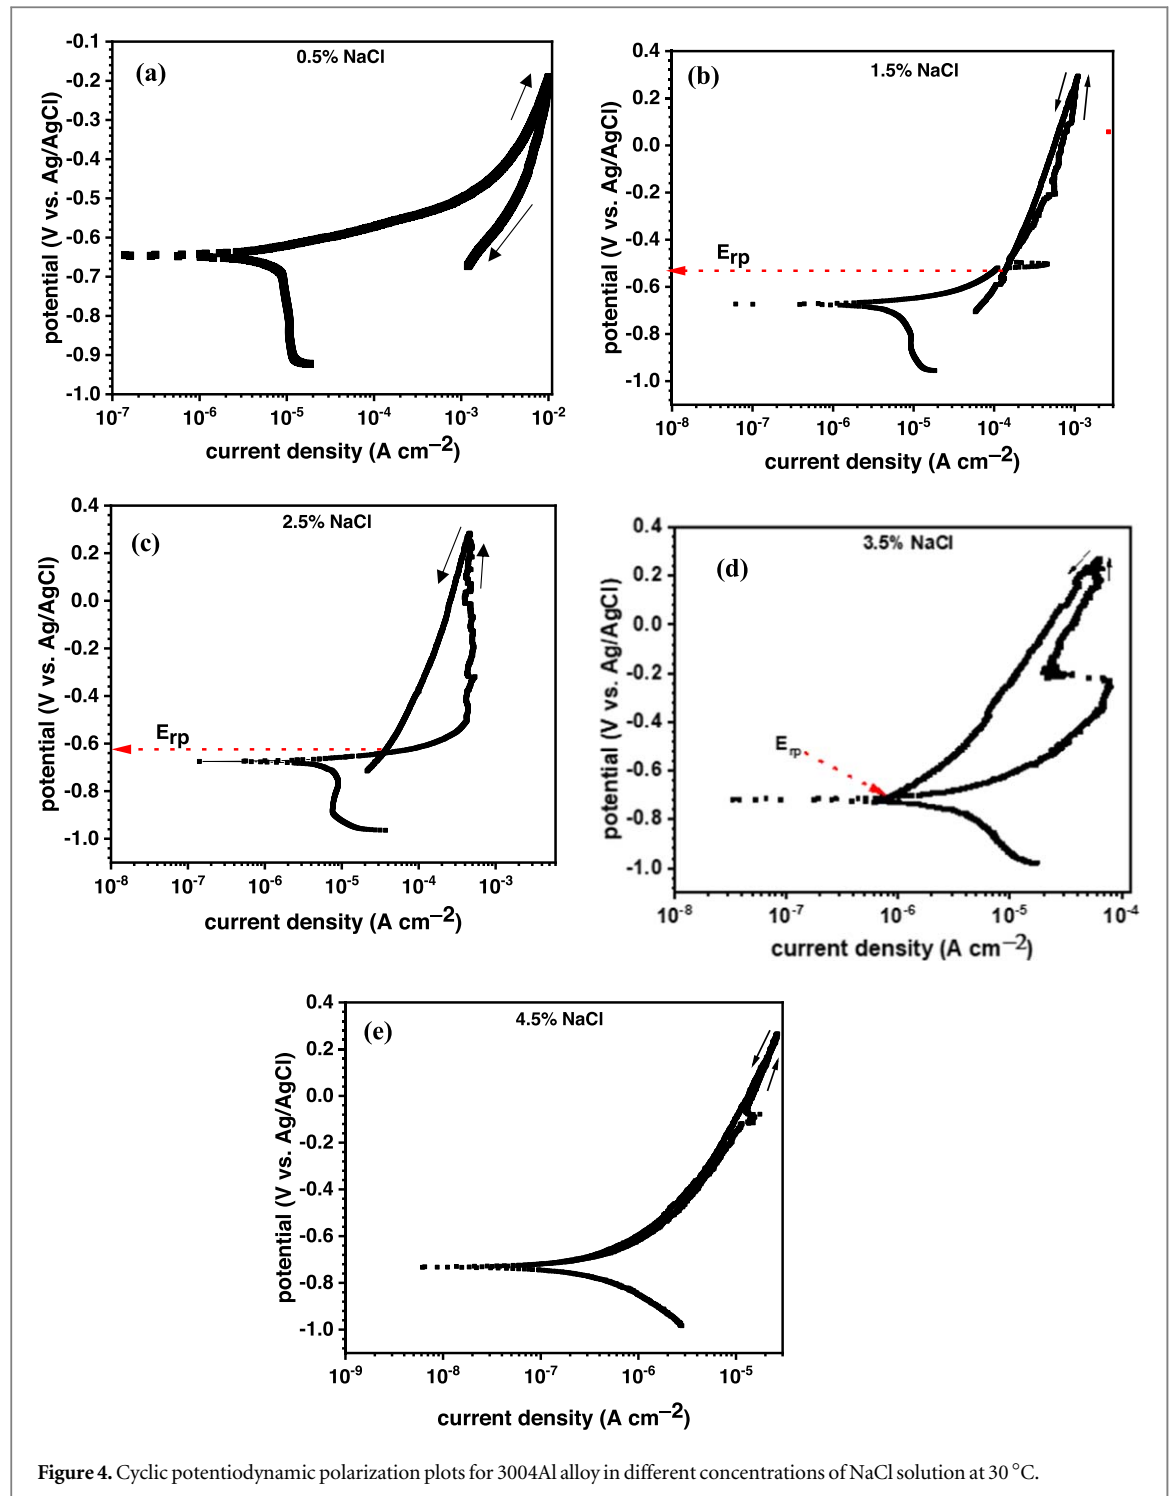 (a)
0.5% NaCl
-0.1
-0.2
-0.3
-0.4
-0.5
-0.6
-0.7
-0.8
-0.9
-1.0
potential (V vs. Ag/AgCl)
10-7 10-6 10-5 10-4 10-3 10-2
current density (A cm−2)
(b)
1.5% NaCl
0.4
0.2
0.0
-0.2
-0.4
-0.6
-0.8
-1.0
potential (V vs. Ag/AgCl)
Erp
10-8 10-7 10-6 10-5 10-4 10-3
current density (A cm−2)
(c)
2.5% NaCl
0.4
0.2
0.0
-0.2
-0.4
-0.6
-0.8
-1.0
potential (V vs. Ag/AgCl)
Erp
10-8 10-7 10-6 10-5 10-4 10-3
current density (A cm−2)
(d)
3.5% NaCl
0.4
0.2
0.0
-0.2
-0.4
-0.6
-0.8
-1.0
potential (V vs. Ag/AgCl)
Erp
10-8 10-7 10-6 10-5 10-4
current density (A cm−2)
(e)
4.5% NaCl
0.4
0.2
0.0
-0.2
-0.4
-0.6
-0.8
-1.0
potential (V vs. Ag/AgCl)
10-9 10-8 10-7 10-6 10-5
current density (A cm−2)
Figure 4. Cyclic potentiodynamic polarization plots for 3004Al alloy in different concentrations of NaCl solution at 30 °C.